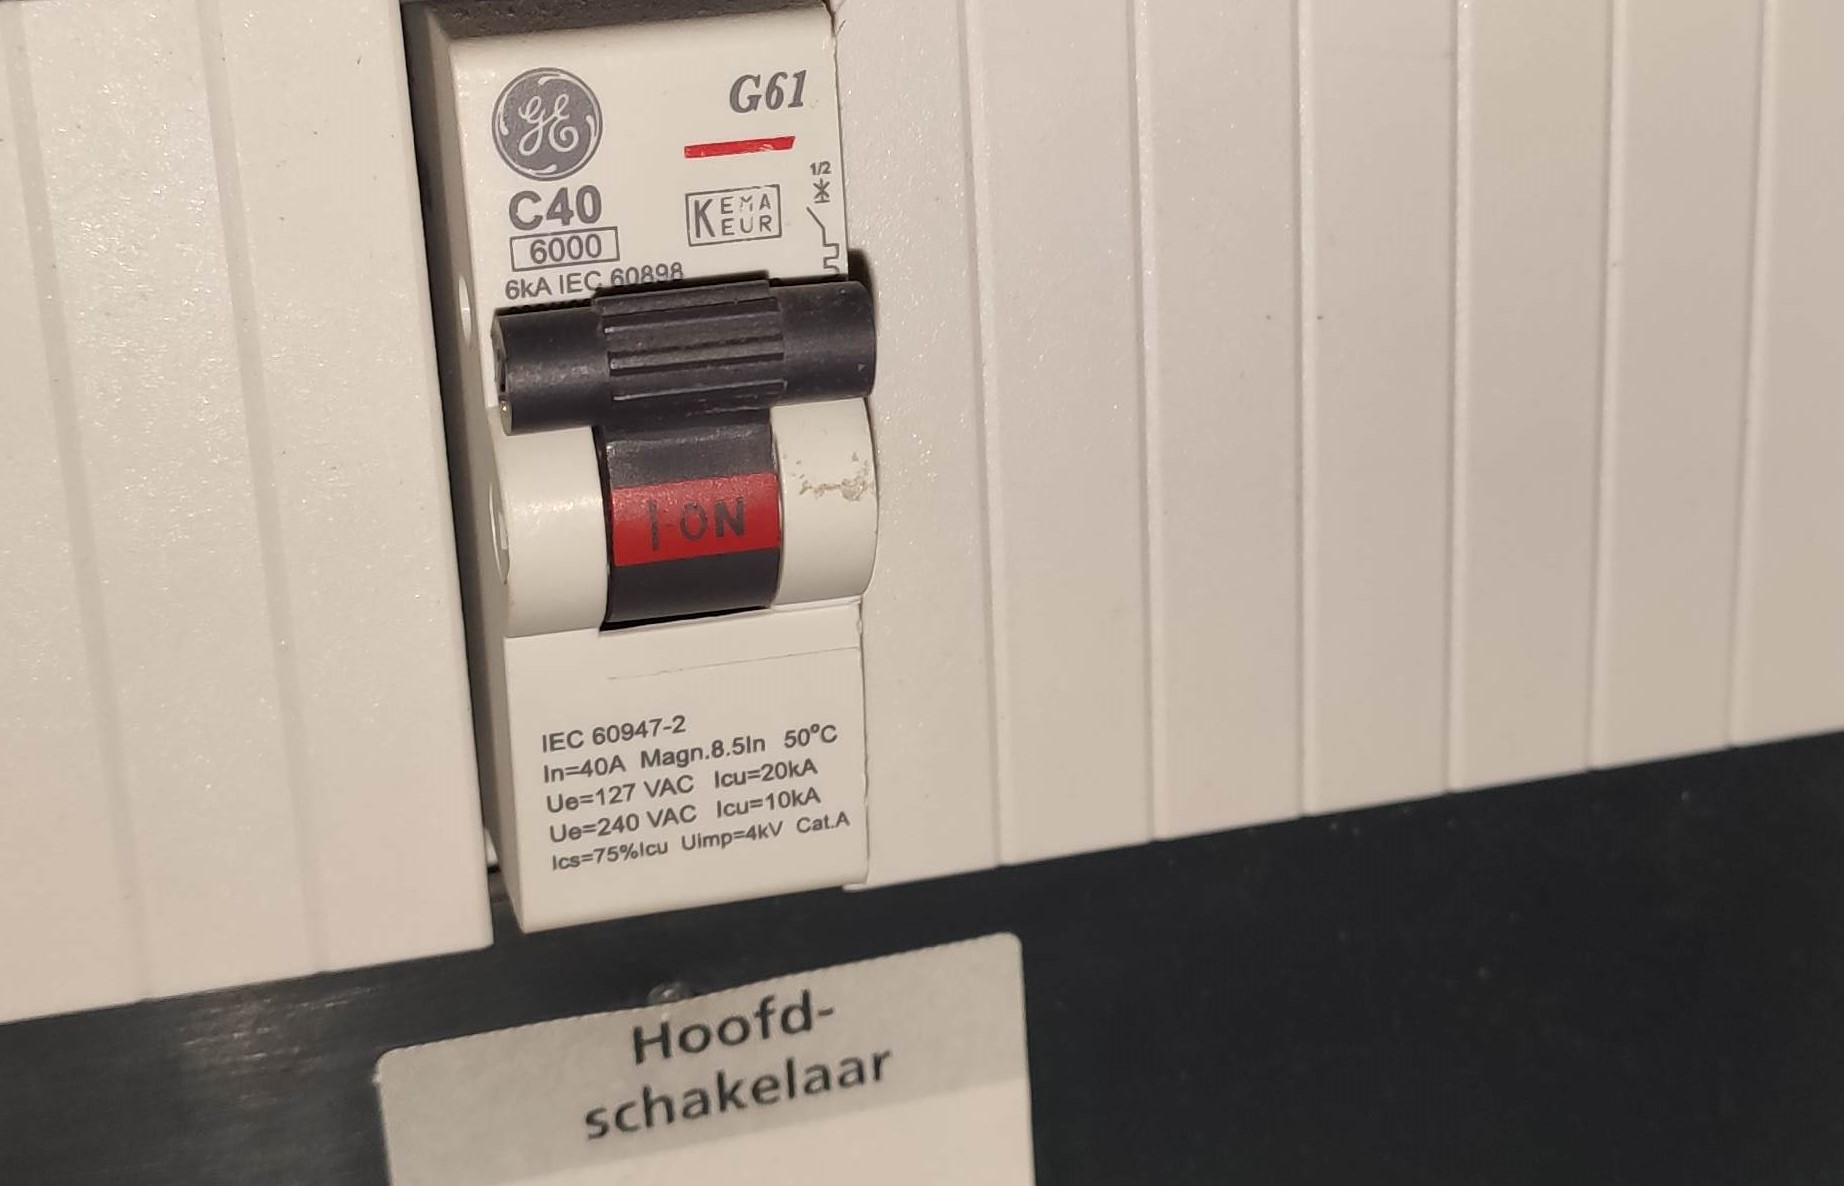 GE
G61
C40
6000
6kA IEC 60898
1/2
KEMA
KEUR
I-ON
IEC 60947-2
In=40A Magn.8.5In 50°C
Ue=127 VAC Icu=20kA
Ue=240 VAC Icu=10kA
Ics=75%Icu Uimp=4kV Cat.A
Hoofd-
schakelaar